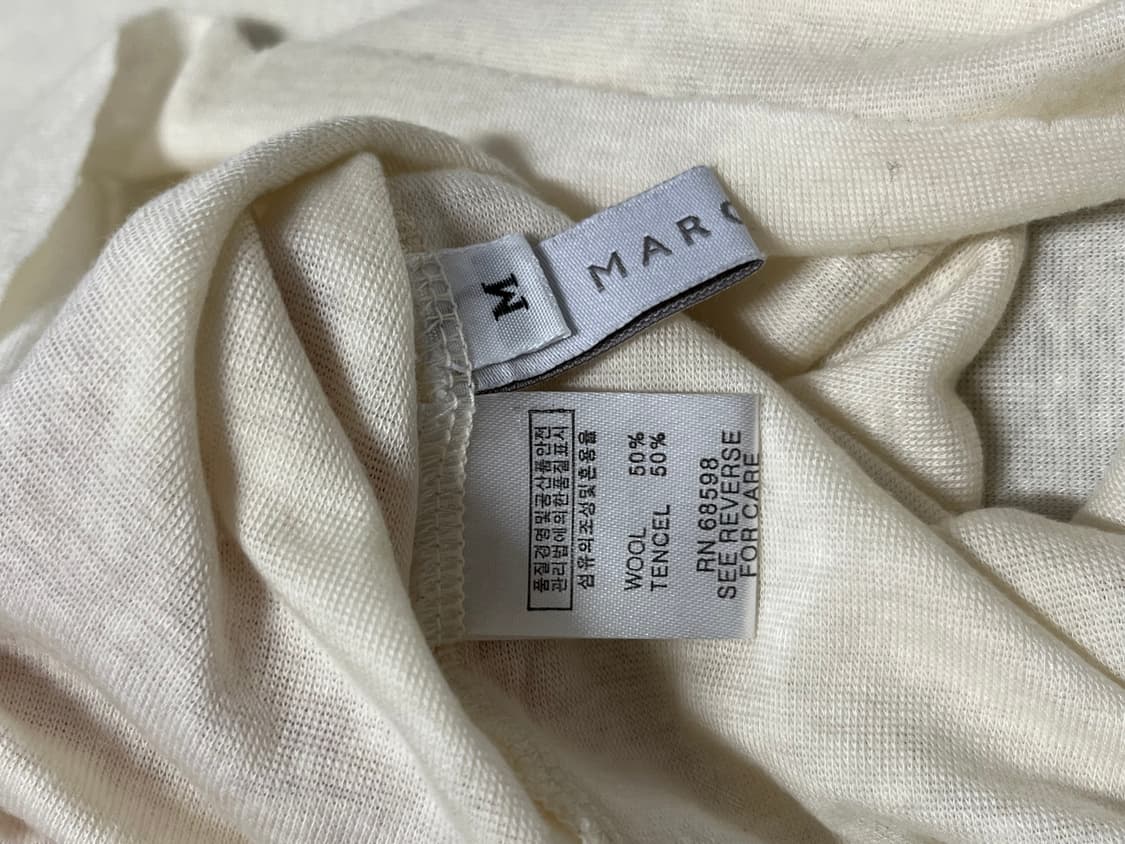 MARC
M
품질경영및공산품안전
관리법에의한품질표시
섬유의조성및혼용율
WOOL 50%
TENCEL 50%
RN 68598
SEE REVERSE
FOR CARE